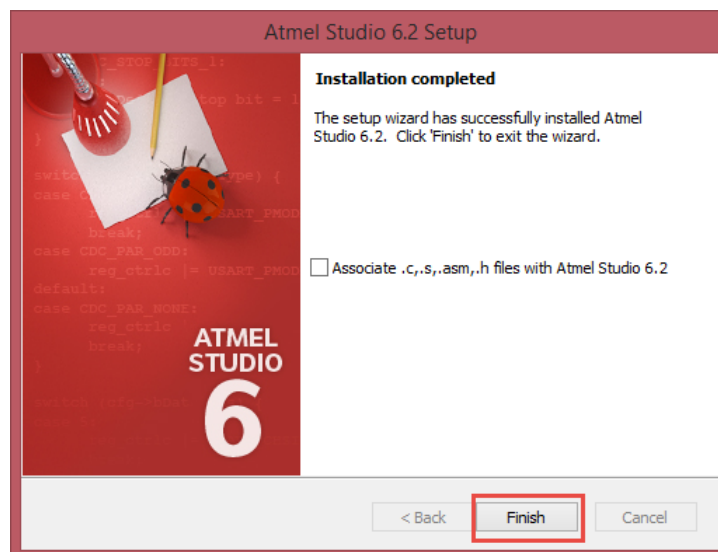 Atmel Studio 6.2 Setup
Installation completed
The setup wizard has successfully installed Atmel
Studio 6.2. Click 'Finish' to exit the wizard.
Associate .c,.s,.asm,.h files with Atmel Studio 6.2
case CDC_PAR_ODD:
reg_ctrlc |= USART_PMOD
default:
case CDC_PAR_NONE:
reg_ctrlc
break;
ATMEL
STUDIO
6
< Back
Finish
Cancel